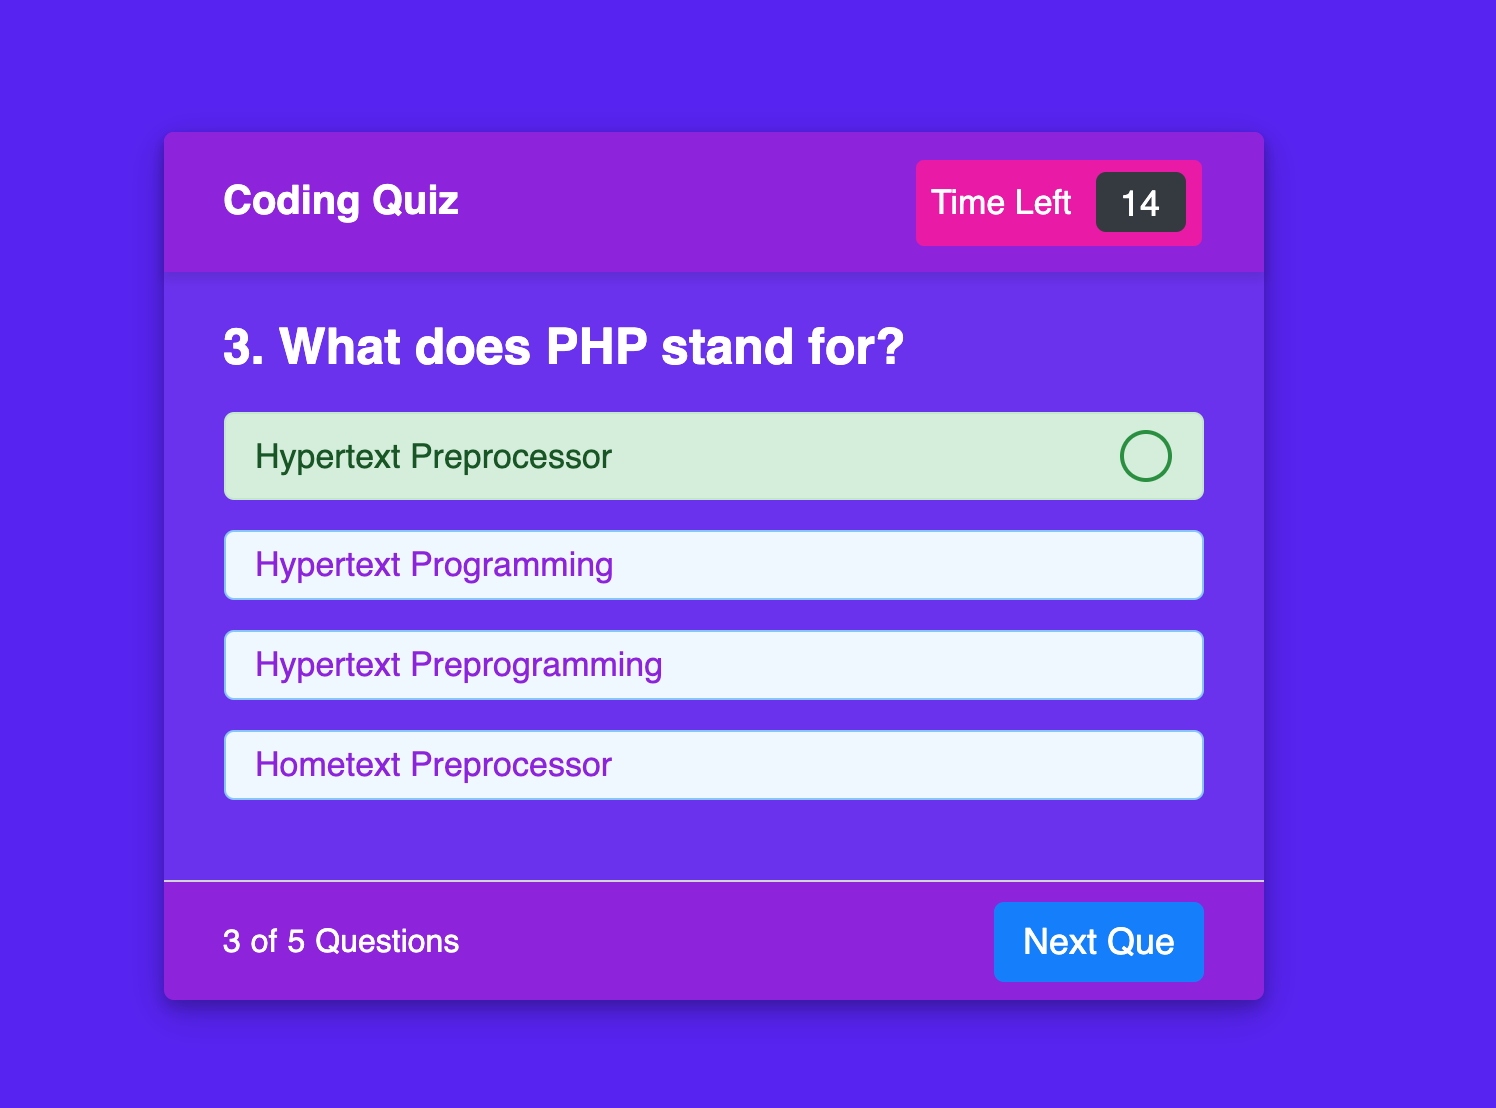 Coding Quiz
Time Left 14
3. What does PHP stand for?
Hypertext Preprocessor
Hypertext Programming
Hypertext Preprogramming
Hometext Preprocessor
3 of 5 Questions
Next Que